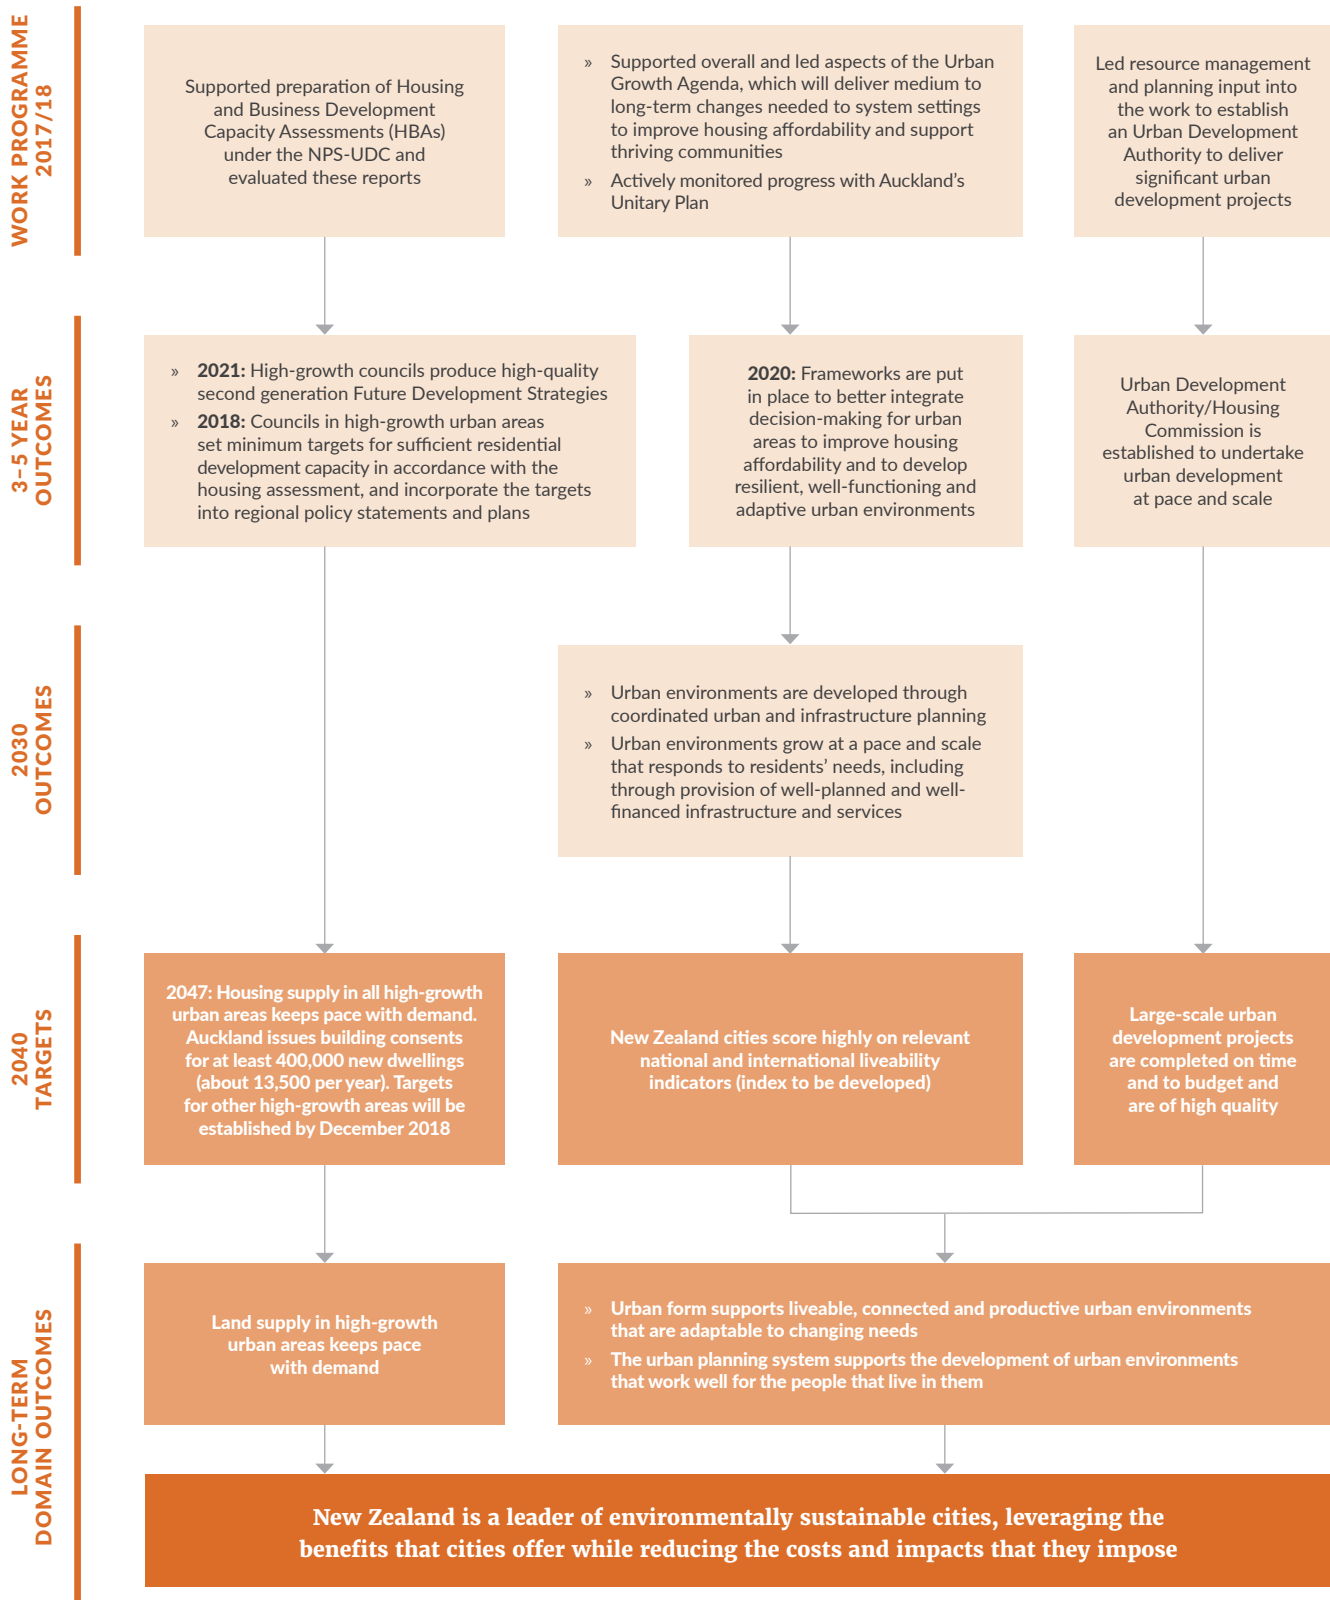 WORK PROGRAMME
2017/18
Supported preparation of Housing
and Business Development
Capacity Assessments (HBAs)
under the NPS-UDC and
evaluated these reports
» Supported overall and led aspects of the Urban
Growth Agenda, which will deliver medium to
long-term changes needed to system settings
to improve housing affordability and support
thriving communities
» Actively monitored progress with Auckland’s
Unitary Plan
Led resource management
and planning input into
the work to establish
an Urban Development
Authority to deliver
significant urban
development projects
3–5 YEAR
OUTCOMES
» 2021: High-growth councils produce high-quality
second generation Future Development Strategies
» 2018: Councils in high-growth urban areas
set minimum targets for sufficient residential
development capacity in accordance with the
housing assessment, and incorporate the targets
into regional policy statements and plans
2020: Frameworks are put
in place to better integrate
decision-making for urban
areas to improve housing
affordability and to develop
resilient, well-functioning and
adaptive urban environments
Urban Development
Authority/Housing
Commission is
established to undertake
urban development
at pace and scale
2030
OUTCOMES
» Urban environments are developed through
coordinated urban and infrastructure planning
» Urban environments grow at a pace and scale
that responds to residents’ needs, including
through provision of well-planned and well-
financed infrastructure and services
2040
TARGETS
2047: Housing supply in all high-growth
urban areas keeps pace with demand.
Auckland issues building consents
for at least 400,000 new dwellings
(about 13,500 per year). Targets
for other high-growth areas will be
established by December 2018
New Zealand cities score highly on relevant
national and international liveability
indicators (index to be developed)
Large-scale urban
development projects
are completed on time
and to budget and
are of high quality
LONG-TERM
DOMAIN OUTCOMES
Land supply in high-growth
urban areas keeps pace
with demand
» Urban form supports liveable, connected and productive urban environments
that are adaptable to changing needs
» The urban planning system supports the development of urban environments
that work well for the people that live in them
New Zealand is a leader of environmentally sustainable cities, leveraging the
benefits that cities offer while reducing the costs and impacts that they impose